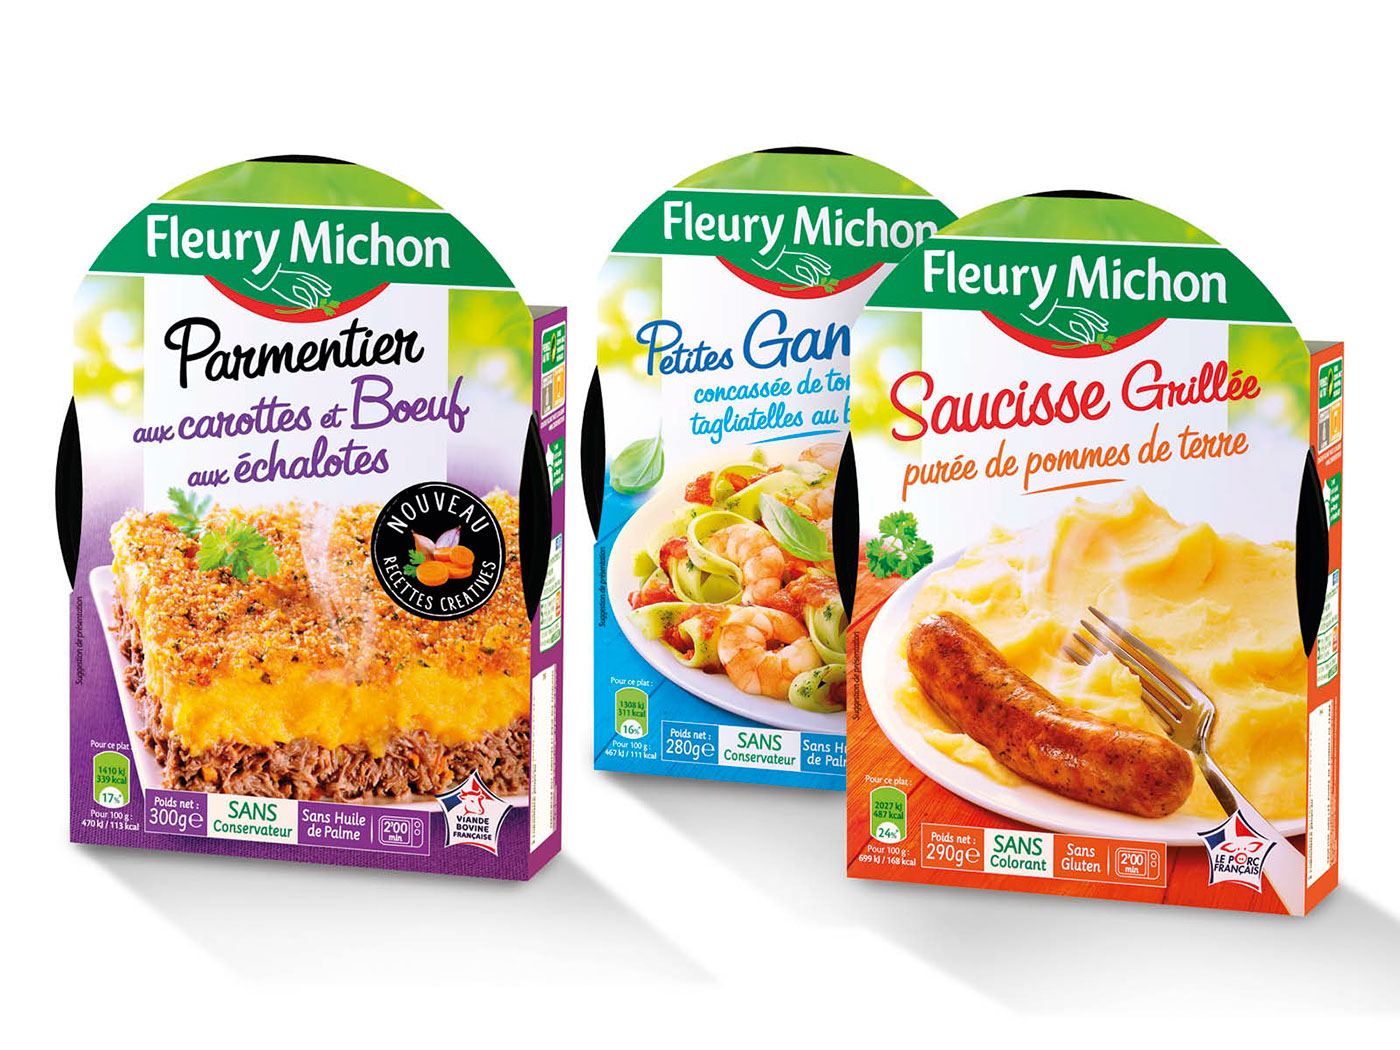 Fleury Michon
Parmentier
aux carottes et Boeuf
aux échalotes
NOUVEAU
RECETTES CREATIVES
Suggestion de présentation
Pour ce plat
1410 kJ
339 kcal
17%
Pour 100 g :
470 kJ / 113 kcal
Poids net :
300g e
SANS
Conservateur
Sans Huile
de Palme
2'00
min
VIANDE
BOVINE
FRANÇAISE
Fleury Michon
Petites Gam
concassée de tom
tagliatelles au b
Suggestion de présentation
Pour ce plat :
1308 kJ
311 kcal
16%
Pour 100 g :
467 kJ / 111 kcal
Poids net :
280g e
SANS
Conservateur
Sans Hu
de Palm
Fleury Michon
Saucisse Grillée
purée de pommes de terre
Suggestion de présentation
Pour ce plat :
2027 kJ
487 kcal
24%
Pour 100 g :
699 kJ / 168 kcal
Poids net :
290g e
SANS
Colorant
Sans
Gluten
2'00
min
LE PORC
FRANÇAIS